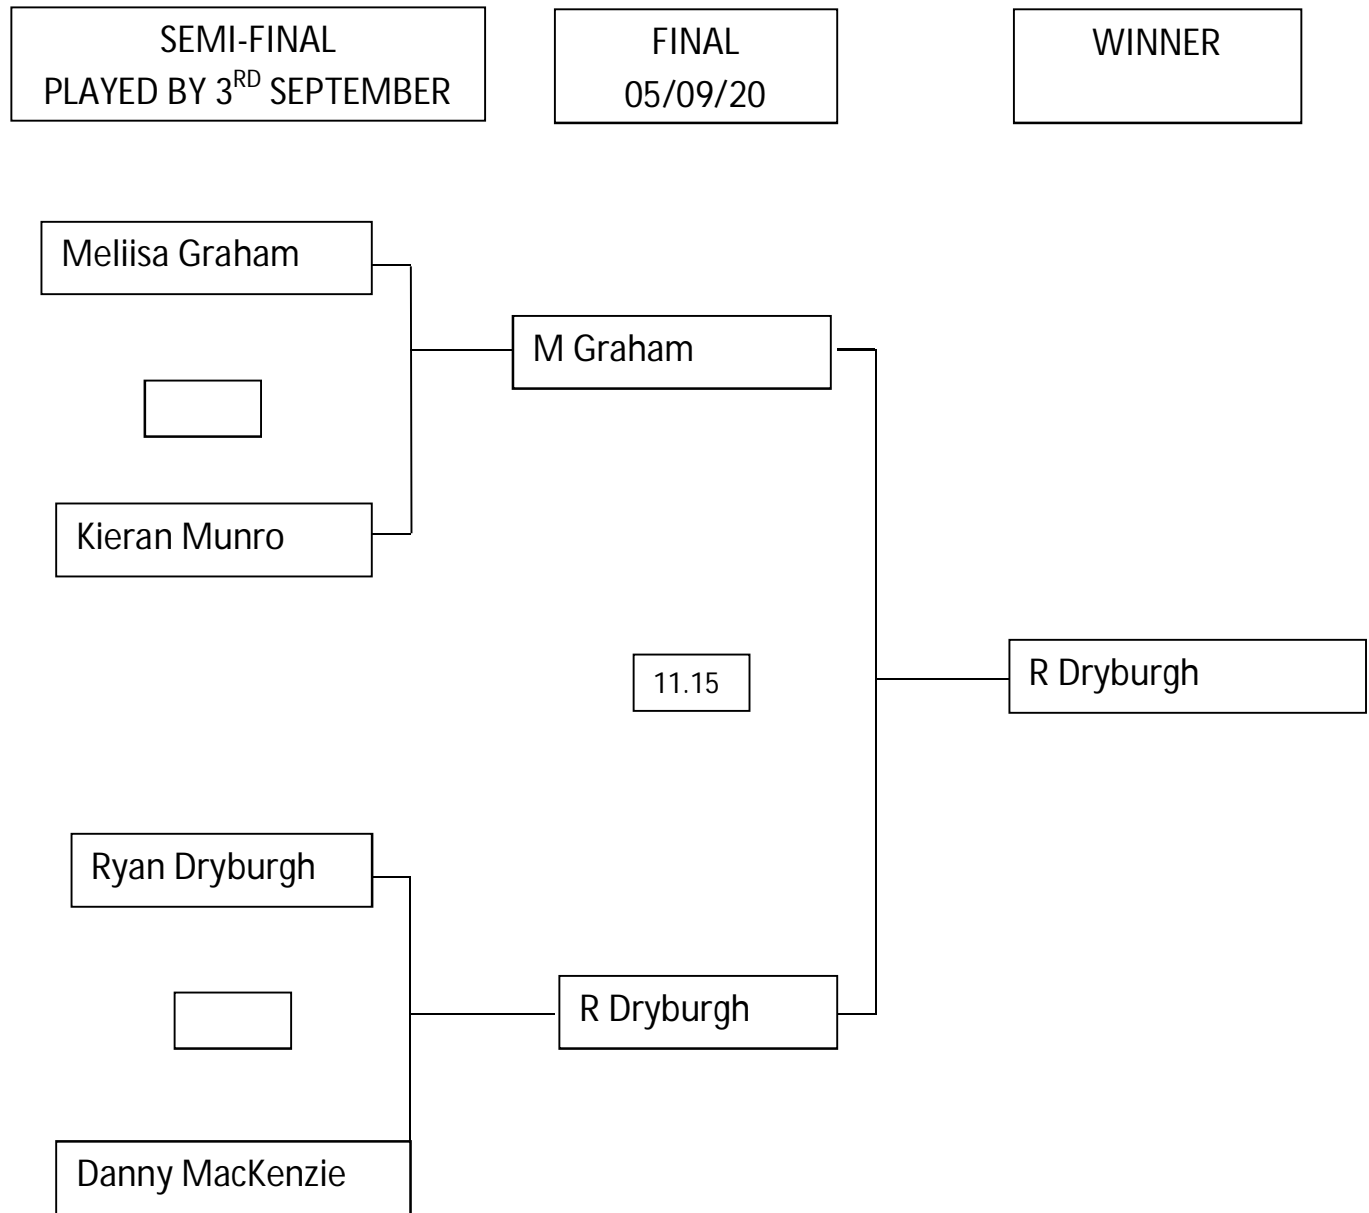 SEMI-FINAL
PLAYED BY 3RD SEPTEMBER
FINAL
05/09/20
WINNER
Meliisa Graham
M Graham
Kieran Munro
11.15
R Dryburgh
Ryan Dryburgh
R Dryburgh
Danny MacKenzie